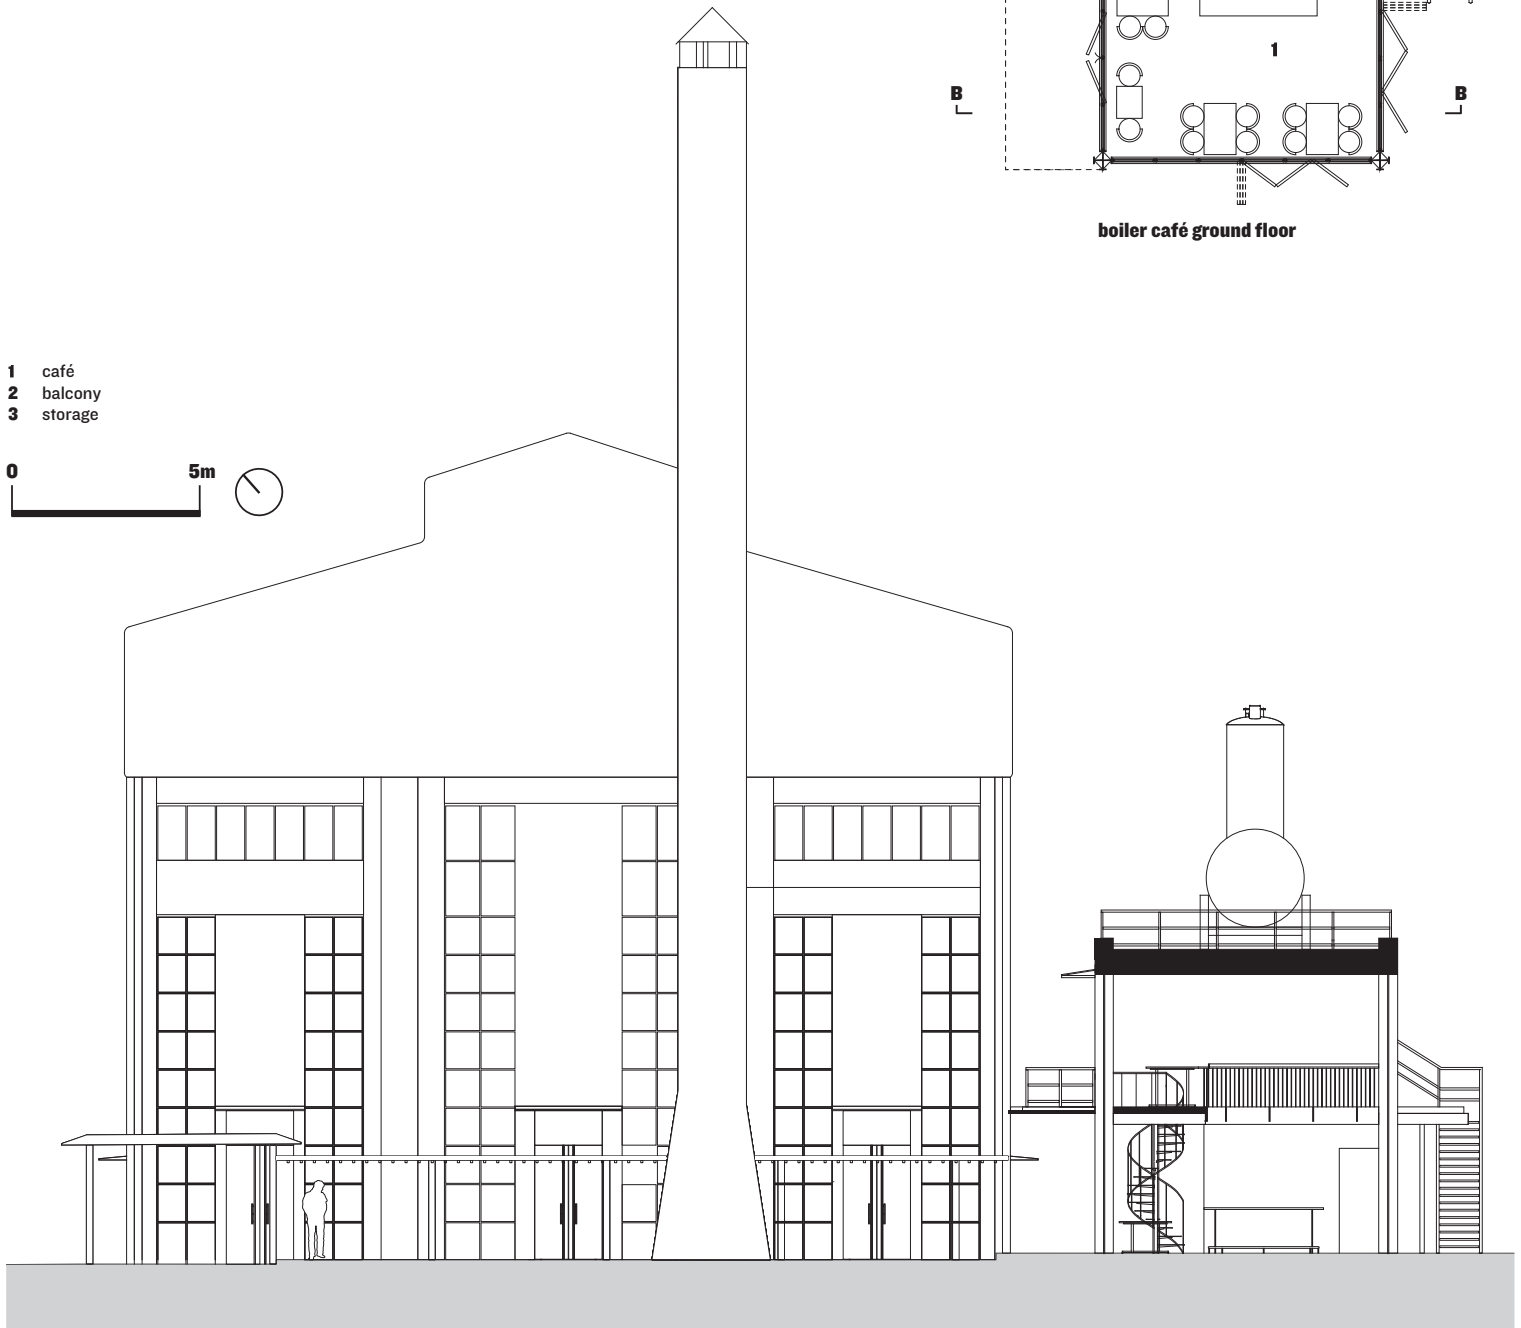 1
B B
boiler café ground floor
1 café
2 balcony
3 storage
0 5m